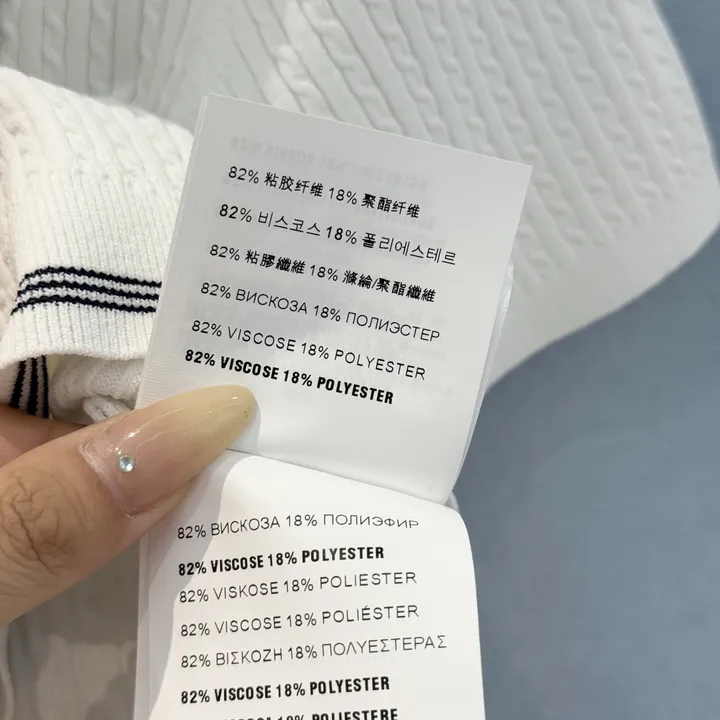 82% 粘胶纤维 18% 聚酯纤维
82% 비스코스 18% 폴리에스테르
82% 粘膠纖維 18% 滌綸/聚酯纖維
82% ВИСКОЗА 18% ПОЛИЭСТЕР
82% VISCOSE 18% POLYESTER
82% VISCOSE 18% POLYESTER
82% ВИСКОЗА 18% ПОЛИЭФИР
82% VISCOSE 18% POLYESTER
82% VISKOSE 18% POLIESTER
82% VISCOSE 18% POLIÉSTER
82% ΒΙΣΚΟΖΗ 18% ΠΟΛΥΕΣΤΕΡΑΣ
82% VISCOSE 18% POLYESTER
VISCOSA 18% POLIESTERE